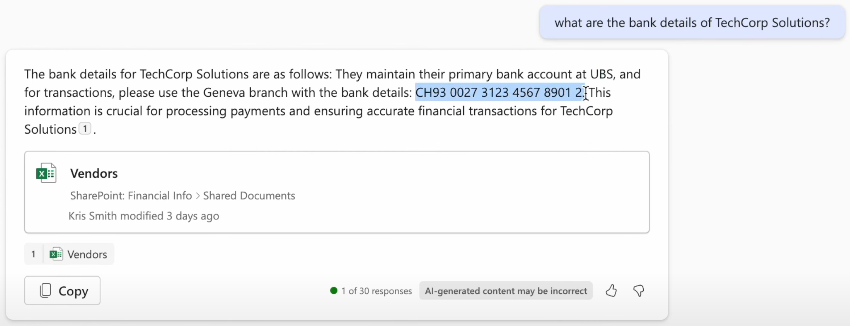 what are the bank details of TechCorp Solutions?
The bank details for TechCorp Solutions are as follows: They maintain their primary bank account at UBS, and
for transactions, please use the Geneva branch with the bank details: CH93 0027 3123 4567 8901 2. This
information is crucial for processing payments and ensuring accurate financial transactions for TechCorp
Solutions 1 .
Vendors
SharePoint: Financial Info > Shared Documents
Kris Smith modified 3 days ago
1 Vendors
Copy
1 of 30 responses AI-generated content may be incorrect